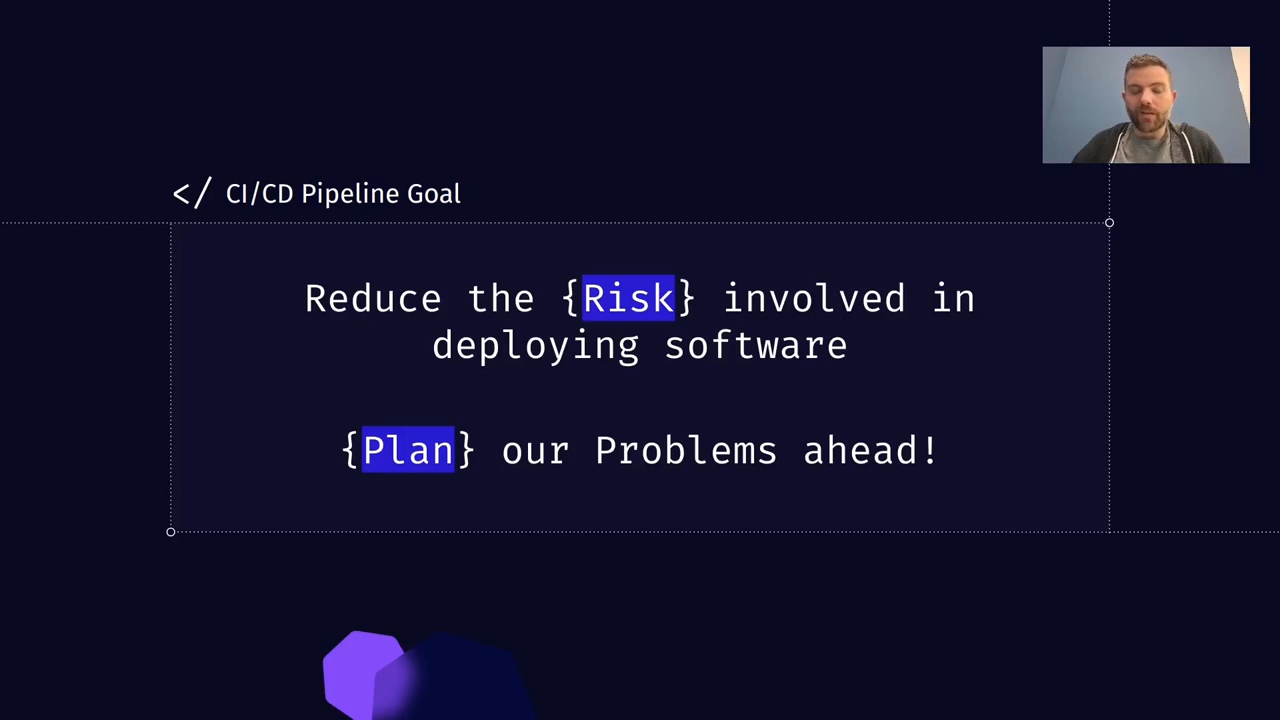 </ CI/CD Pipeline Goal
Reduce the {Risk} involved in
deploying software
{Plan} our Problems ahead!